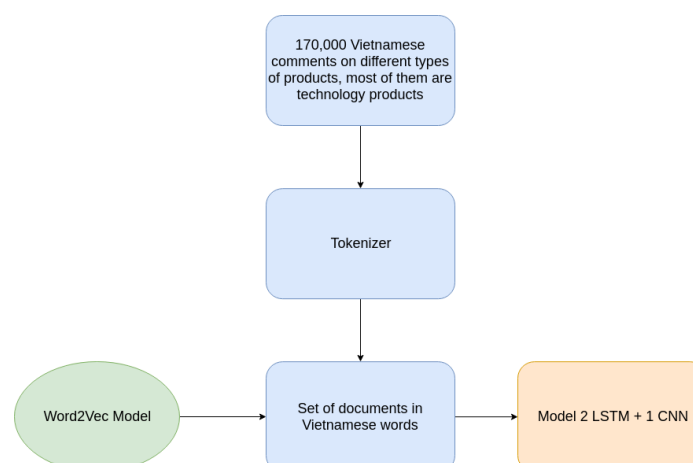 170,000 Vietnamese
comments on different types
of products, most of them are
technology products
Tokenizer
Word2Vec Model
Set of documents in
Vietnamese words
Model 2 LSTM + 1 CNN